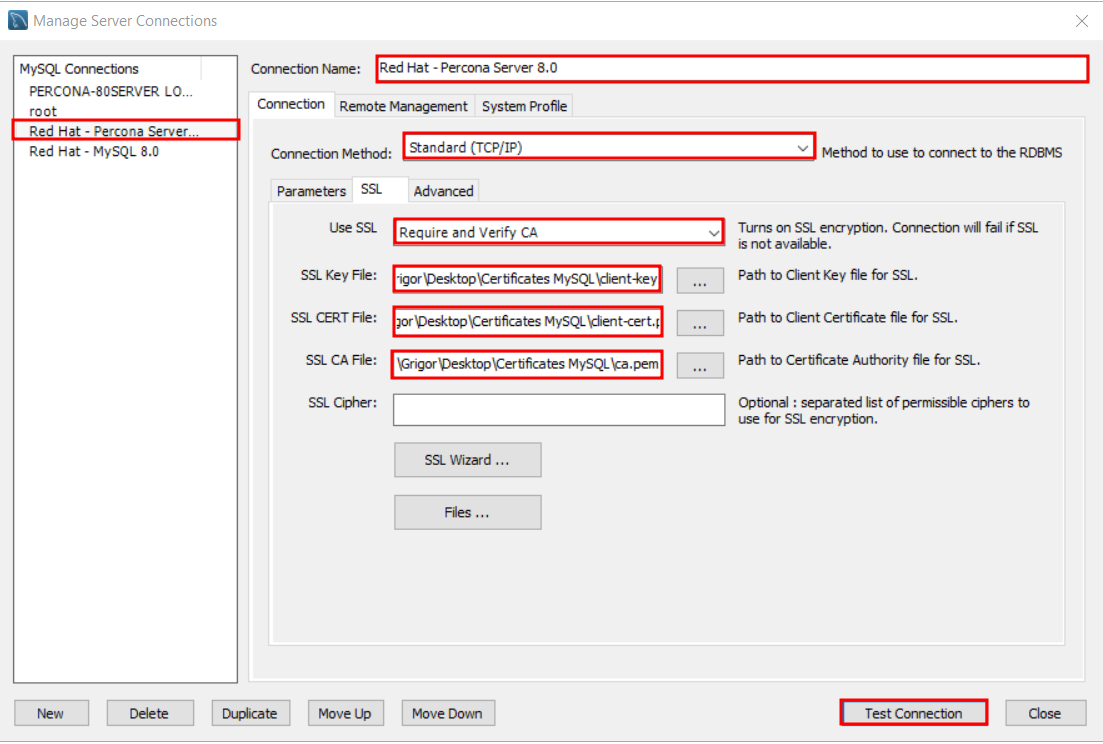 Manage Server Connections
MySQL Connections
PERCONA-80SERVER LO...
root
Red Hat - Percona Server...
Red Hat - MySQL 8.0
Connection Name:
Red Hat - Percona Server 8.0
Connection
Remote Management
System Profile
Connection Method:
Standard (TCP/IP)
Method to use to connect to the RDBMS
Parameters
SSL
Advanced
Use SSL
Require and Verify CA
Turns on SSL encryption. Connection will fail if SSL
is not available.
SSL Key File:
rigor\Desktop\Certificates MySQL\client-key
...
Path to Client Key file for SSL.
SSL CERT File:
gor\Desktop\Certificates MySQL\client-cert.p
...
Path to Client Certificate file for SSL.
SSL CA File:
\Grigor\Desktop\Certificates MySQL\ca.pem
...
Path to Certificate Authority file for SSL.
SSL Cipher:
Optional : separated list of permissible ciphers to
use for SSL encryption.
SSL Wizard ...
Files ...
New
Delete
Duplicate
Move Up
Move Down
Test Connection
Close